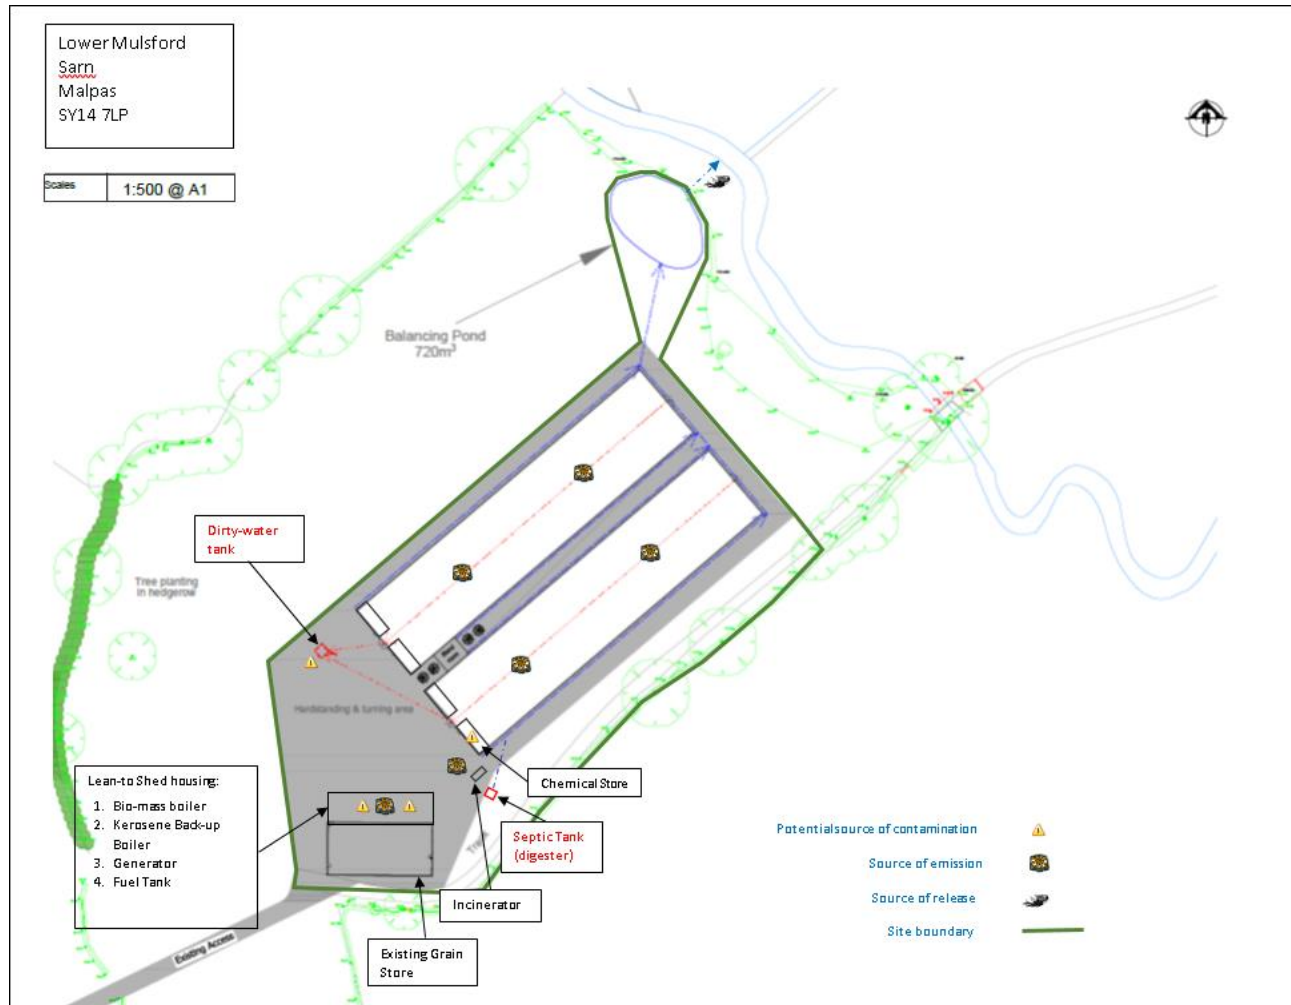 Lower Mulsford
Sarn
Malpas
SY14 7LP
Scales
1:500 @ A1
Balancing Pond
720m³
Dirty-water
tank
Tree planting
in hedgerow
Hardstanding & turning area
Lean-to Shed housing:
1. Bio-mass boiler
2. Kerosene Back-up
Boiler
3. Generator
4. Fuel Tank
Chemical Store
Septic Tank
(digester)
Track
Incinerator
Existing Grain
Store
Existing Access
Potential source of contamination
Source of emission
Source of release
Site boundary